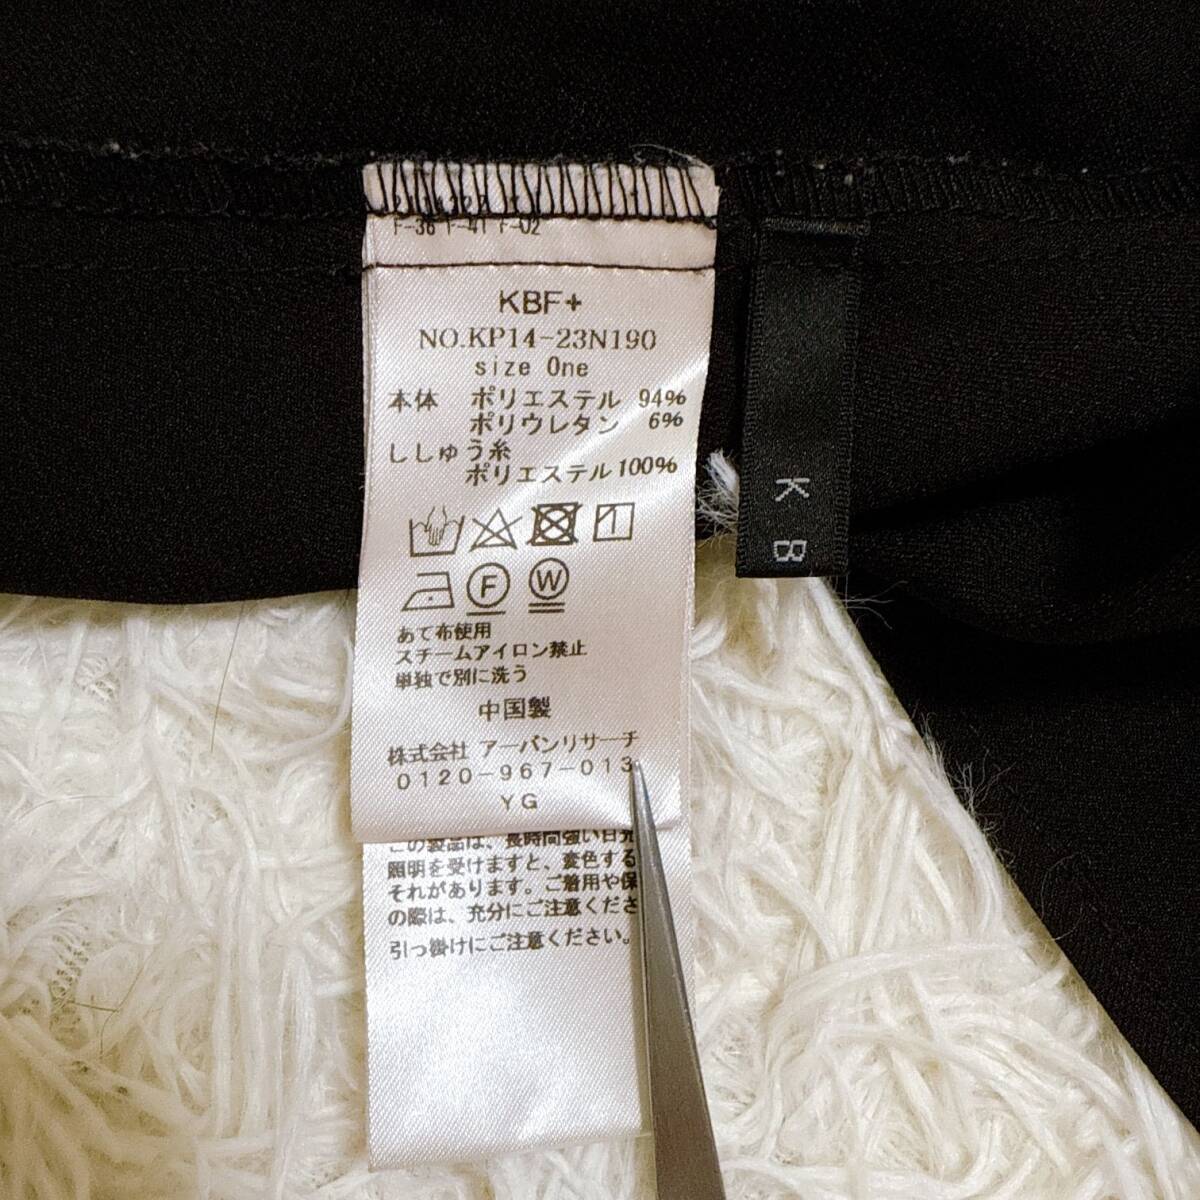 F-36 F-41 F-02
KBF+
NO.KP14-23N190
size One
本体 ポリエステル 94%
ポリウレタン 6%
ししゅう糸
ポリエステル100%
F W
あて布使用
スチームアイロン禁止
単独で別に洗う
中国製
株式会社 アーバンリサーチ
0120-967-013
YG
この製品は、長時間強い日光
照明を受けますと、変色する
それがあります。ご着用や保
の際は、充分にご注意くださ
引っ掛けにご注意ください。
K B